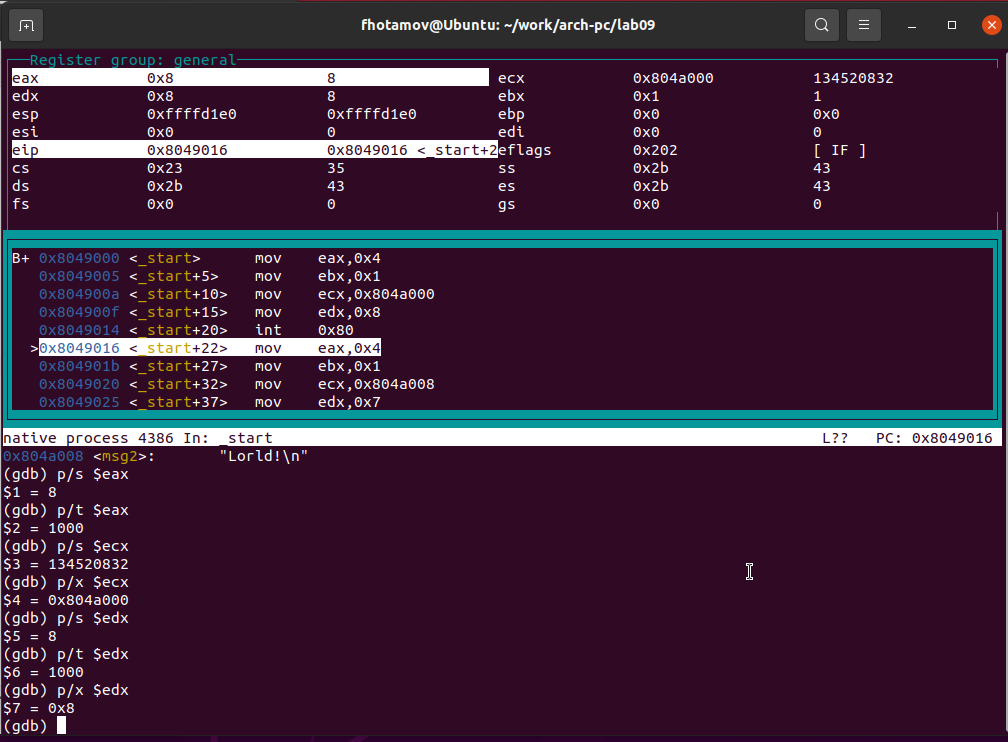 fhotamov@Ubuntu: ~/work/arch-pc/lab09
Register group: general
eax 0x8 8 ecx 0x804a000 134520832
edx 0x8 8 ebx 0x1 1
esp 0xffffd1e0 0xffffd1e0 ebp 0x0 0x0
esi 0x0 0 edi 0x0 0
eip 0x8049016 0x8049016 <_start+2eflags 0x202 [ IF ]
cs 0x23 35 ss 0x2b 43
ds 0x2b 43 es 0x2b 43
fs 0x0 0 gs 0x0 0
B+ 0x8049000 <_start> mov eax,0x4
0x8049005 <_start+5> mov ebx,0x1
0x804900a <_start+10> mov ecx,0x804a000
0x804900f <_start+15> mov edx,0x8
0x8049014 <_start+20> int 0x80
>0x8049016 <_start+22> mov eax,0x4
0x804901b <_start+27> mov ebx,0x1
0x8049020 <_start+32> mov ecx,0x804a008
0x8049025 <_start+37> mov edx,0x7
native process 4386 In: _start L?? PC: 0x8049016
0x804a008 <msg2>: "Lorld!\n"
(gdb) p/s $eax
$1 = 8
(gdb) p/t $eax
$2 = 1000
(gdb) p/s $ecx
$3 = 134520832
(gdb) p/x $ecx
$4 = 0x804a000
(gdb) p/s $edx
$5 = 8
(gdb) p/t $edx
$6 = 1000
(gdb) p/x $edx
$7 = 0x8
(gdb)